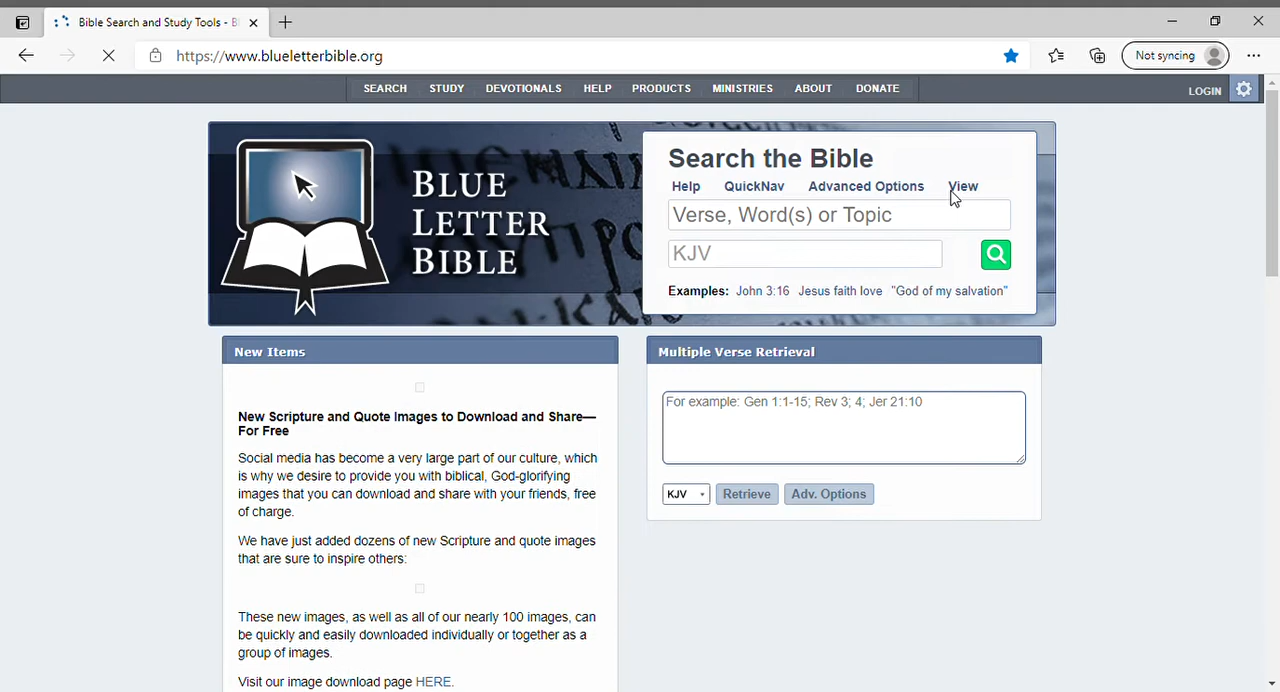 Bible Search and Study Tools - B
https://www.blueletterbible.org
Not syncing
SEARCH STUDY DEVOTIONALS HELP PRODUCTS MINISTRIES ABOUT DONATE
LOGIN
BLUE
LETTER
BIBLE
Search the Bible
Help QuickNav Advanced Options View
Verse, Word(s) or Topic
KJV
Examples: John 3:16 Jesus faith love "God of my salvation"
New Items
New Scripture and Quote Images to Download and Share—
For Free
Social media has become a very large part of our culture, which
is why we desire to provide you with biblical, God-glorifying
images that you can download and share with your friends, free
of charge.
We have just added dozens of new Scripture and quote images
that are sure to inspire others:
These new images, as well as all of our nearly 100 images, can
be quickly and easily downloaded individually or together as a
group of images.
Visit our image download page HERE.
Multiple Verse Retrieval
For example: Gen 1:1-15; Rev 3; 4; Jer 21:10
KJV Retrieve Adv. Options